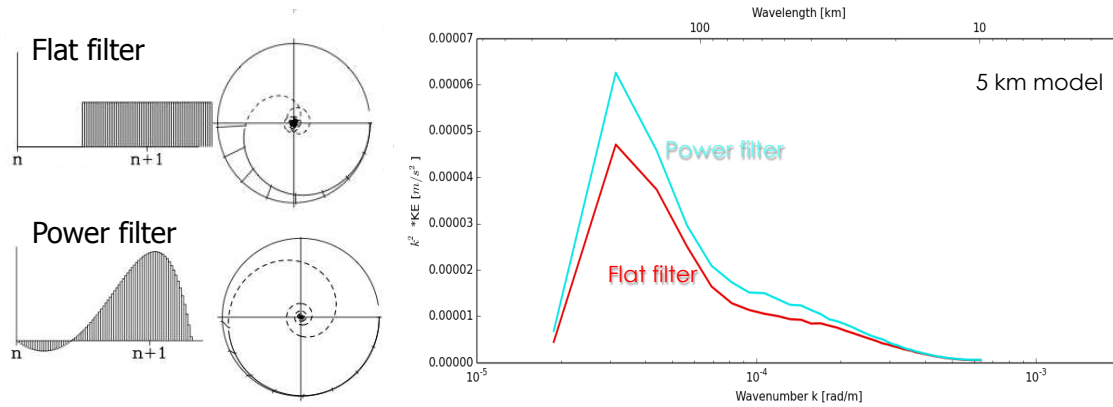 Flat filter
n
n+1
Power filter
n
n+1
Wavelength [km]
100
10
0.00007
0.00006
0.00005
0.00004
0.00003
0.00002
0.00001
0.00000
k² *KE [m/s²]
5 km model
Power filter
Flat filter
10⁻⁵
10⁻⁴
10⁻³
Wavenumber k [rad/m]